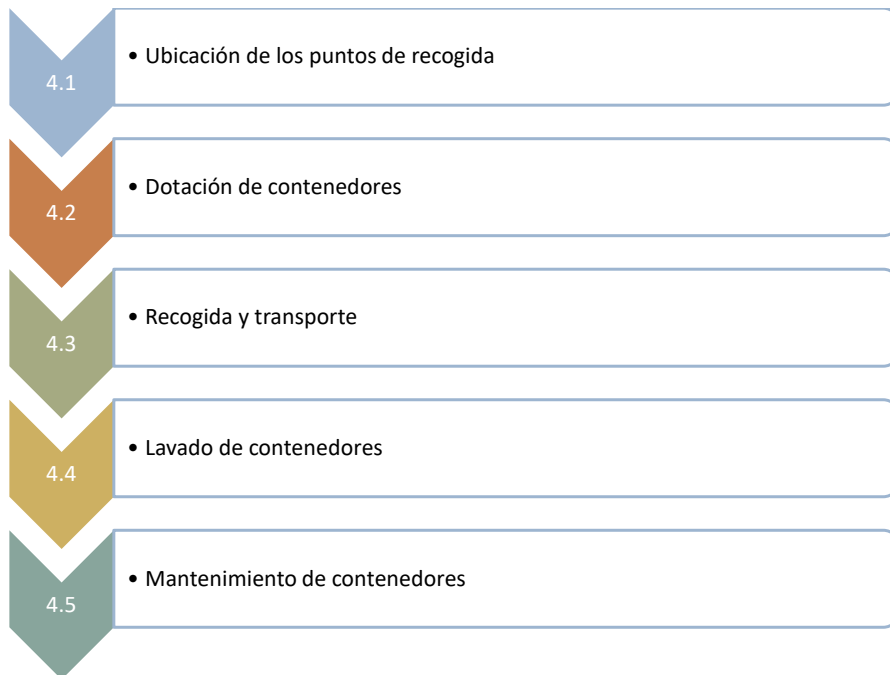 4.1
• Ubicación de los puntos de recogida
4.2
• Dotación de contenedores
4.3
• Recogida y transporte
4.4
• Lavado de contenedores
4.5
• Mantenimiento de contenedores